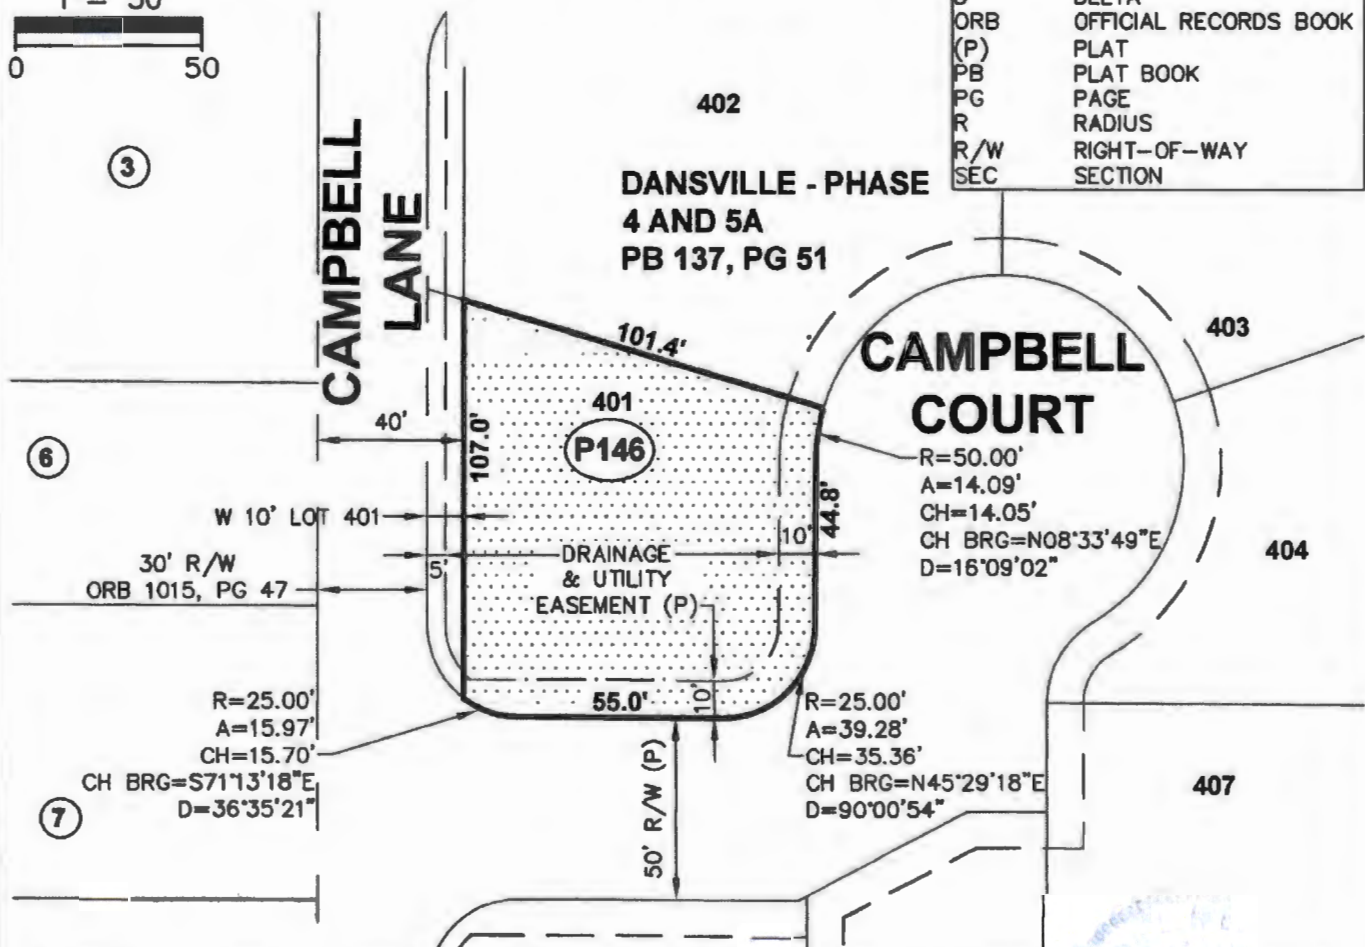 0
50
DELTA
ORB OFFICIAL RECORDS BOOK
(P) PLAT
PB PLAT BOOK
PG PAGE
R RADIUS
R/W RIGHT-OF-WAY
SEC SECTION
3
402
DANSVILLE - PHASE
4 AND 5A
PB 137, PG 51
CAMPBELL
LANE
403
101.4'
CAMPBELL
COURT
401
P146
40'
107.0'
6
R=50.00'
A=14.09'
CH=14.05'
CH BRG=N08°33'49"E
D=16°09'02"
44.8'
W 10' LOT 401
10'
DRAINAGE
& UTILITY
EASEMENT (P)
5'
30' R/W
ORB 1015, PG 47
404
R=25.00'
A=15.97'
CH=15.70'
CH BRG=S71°13'18"E
D=36°35'21"
55.0'
10'
R=25.00'
A=39.28'
CH=35.36'
CH BRG=N45°29'18"E
D=90°00'54"
50' R/W (P)
407
7